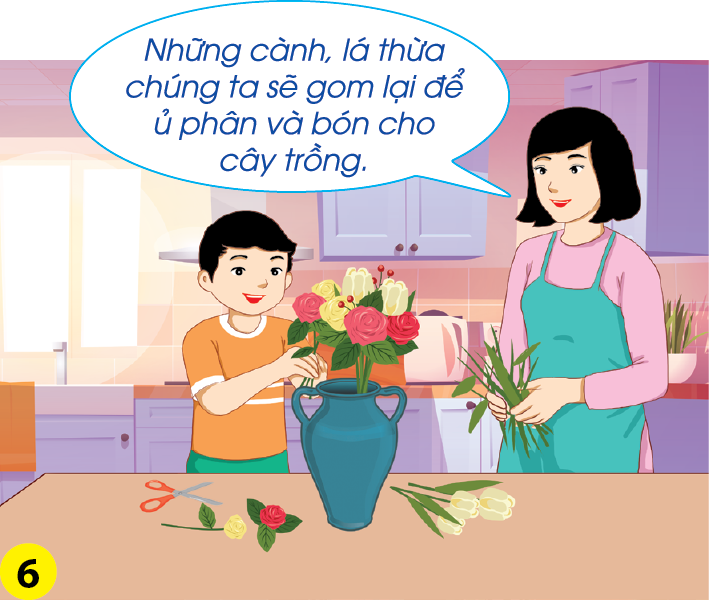 Những cành, lá thừa
chúng ta sẽ gom lại để
ủ phân và bón cho
cây trồng.
6